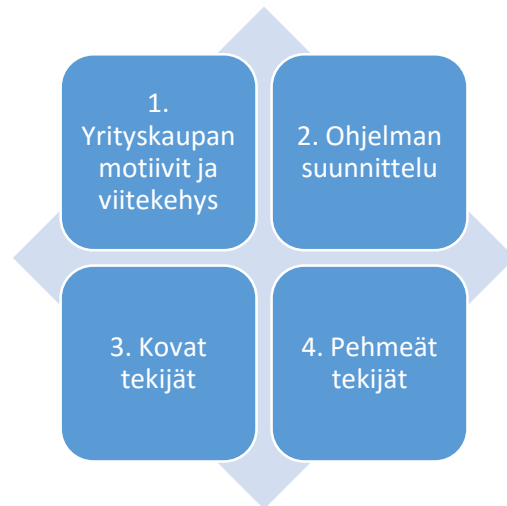 1.
Yrityskaupan
motiivit ja
viitekehys
2. Ohjelman
suunnittelu
3. Kovat
tekijät
4. Pehmeät
tekijät